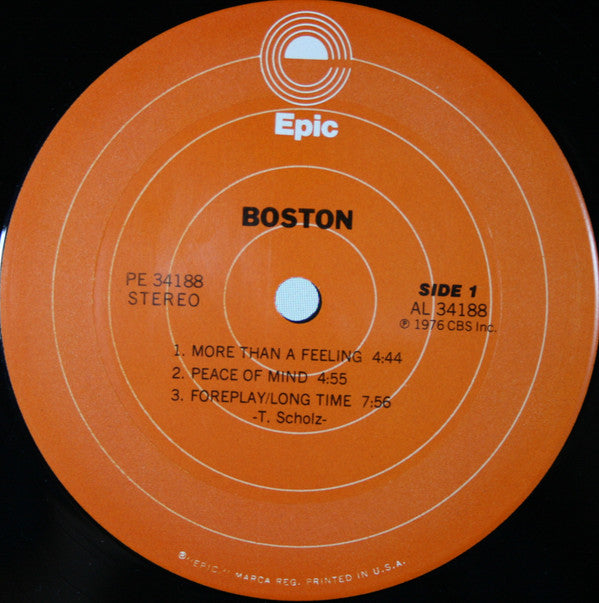 Epic
BOSTON
PE 34188
STEREO
SIDE 1
AL 34188
℗ 1976 CBS Inc.
1. MORE THAN A FEELING 4:44
2. PEACE OF MIND 4:55
3. FOREPLAY/LONG TIME 7:56
-T. Scholz-
® "EPIC," MARCA REG. PRINTED IN U.S.A.